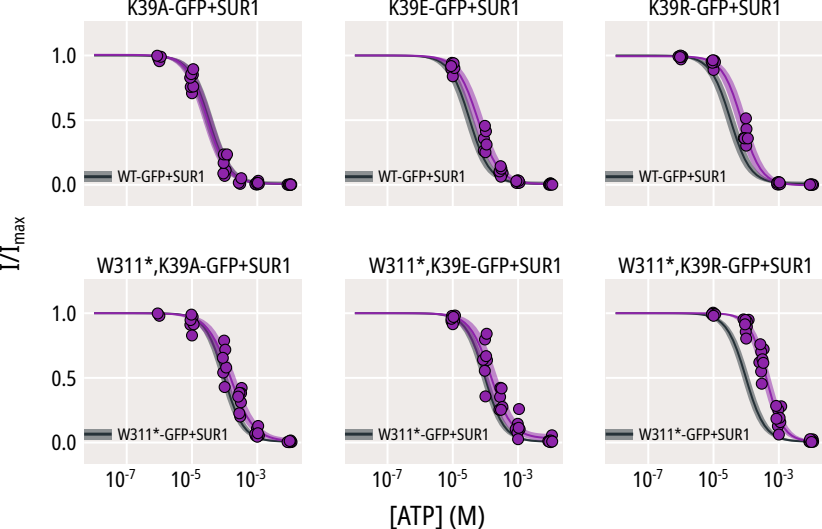 K39A-GFP+SUR1 K39E-GFP+SUR1 K39R-GFP+SUR1
1.0
0.5
0.0
WT-GFP+SUR1 WT-GFP+SUR1 WT-GFP+SUR1
I/Imax
W311*,K39A-GFP+SUR1 W311*,K39E-GFP+SUR1 W311*,K39R-GFP+SUR1
1.0
0.5
0.0
W311*-GFP+SUR1 W311*-GFP+SUR1 W311*-GFP+SUR1
10-7 10-5 10-3 10-7 10-5 10-3 10-7 10-5 10-3
[ATP] (M)